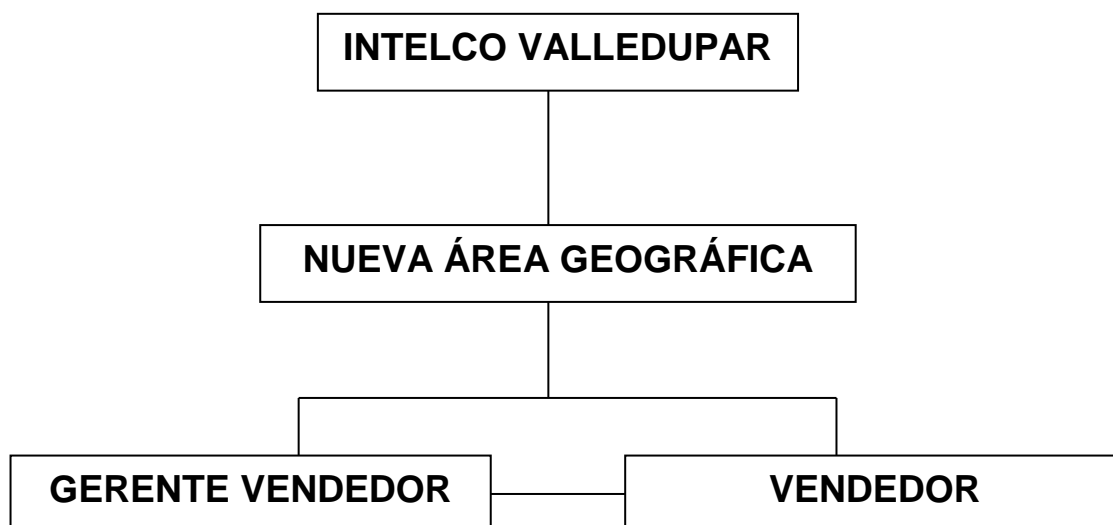 INTELCO VALLEDUPAR
NUEVA ÁREA GEOGRÁFICA
GERENTE VENDEDOR
VENDEDOR